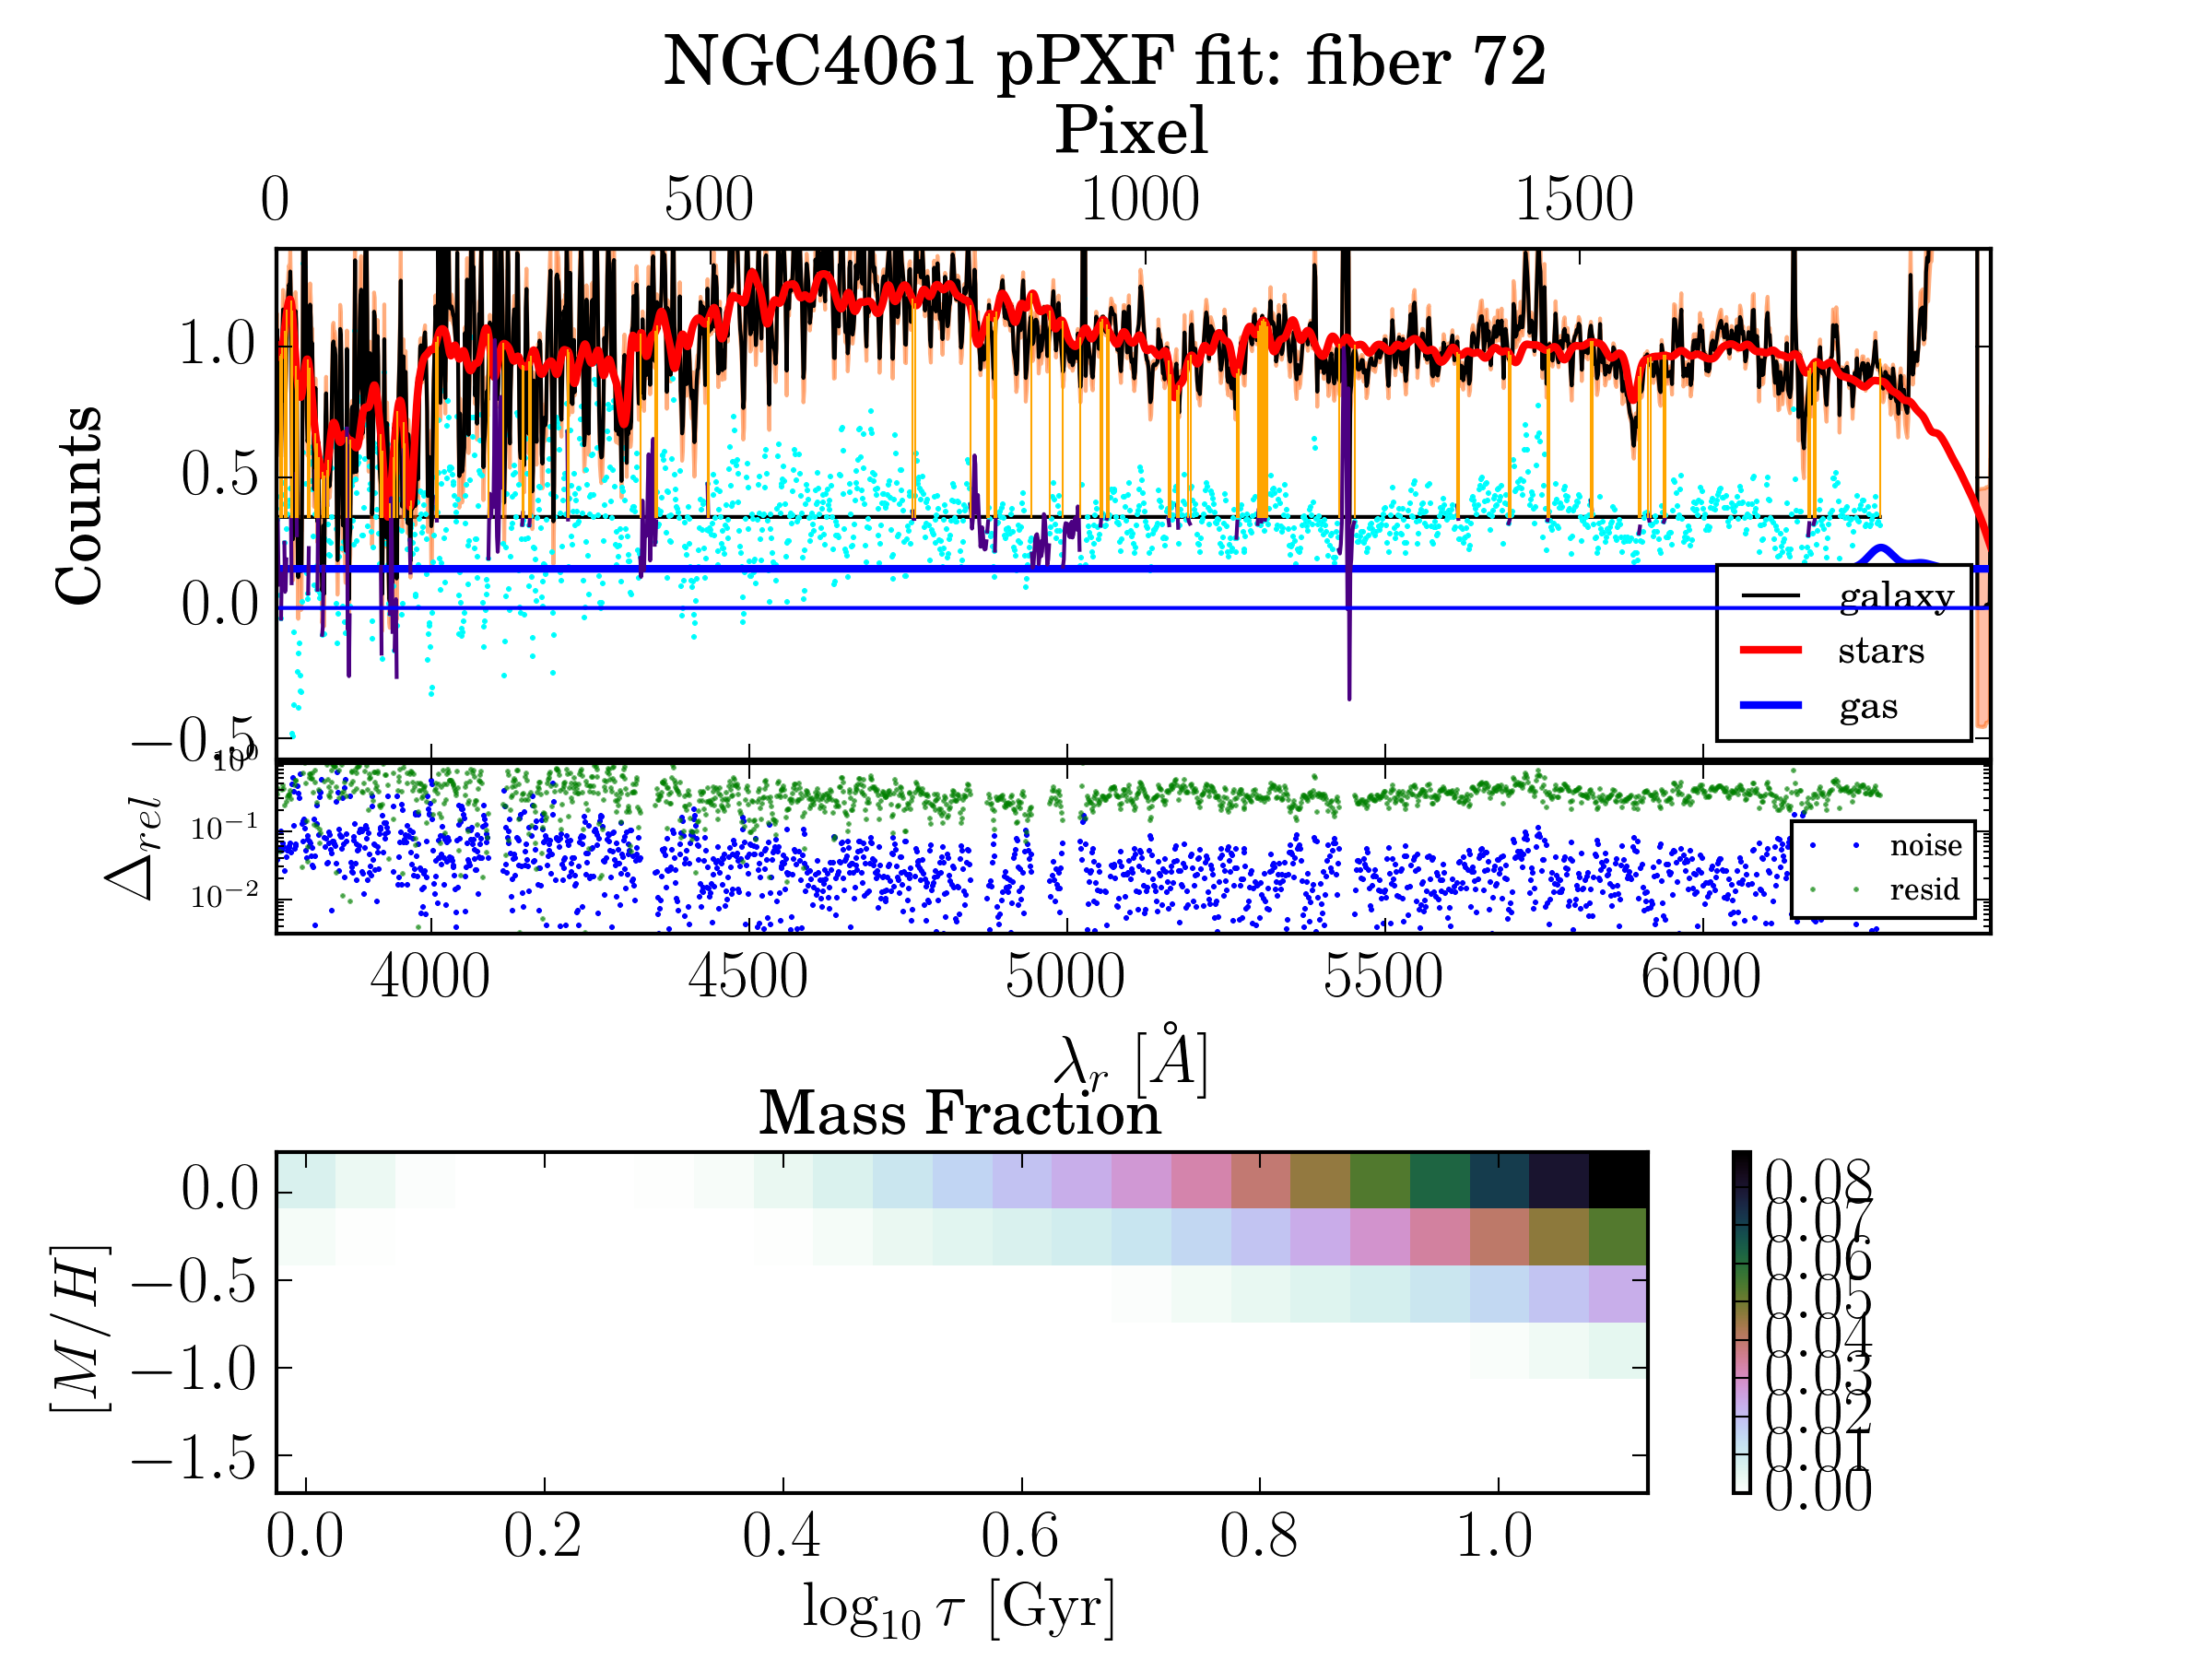 NGC4061 pPXF fit: fiber 72
Pixel
0 500 1000 1500
Counts
1.0
0.5
0.0
−0.5
galaxy
stars
gas
Δrel
10^0
10^−1
10^−2
noise
resid
4000 4500 5000 5500 6000
λr [Å]
Mass Fraction
[M/H]
0.0
−0.5
−1.0
−1.5
0.08
0.07
0.06
0.05
0.04
0.03
0.02
0.01
0.00
0.0 0.2 0.4 0.6 0.8 1.0
log10 τ [Gyr]